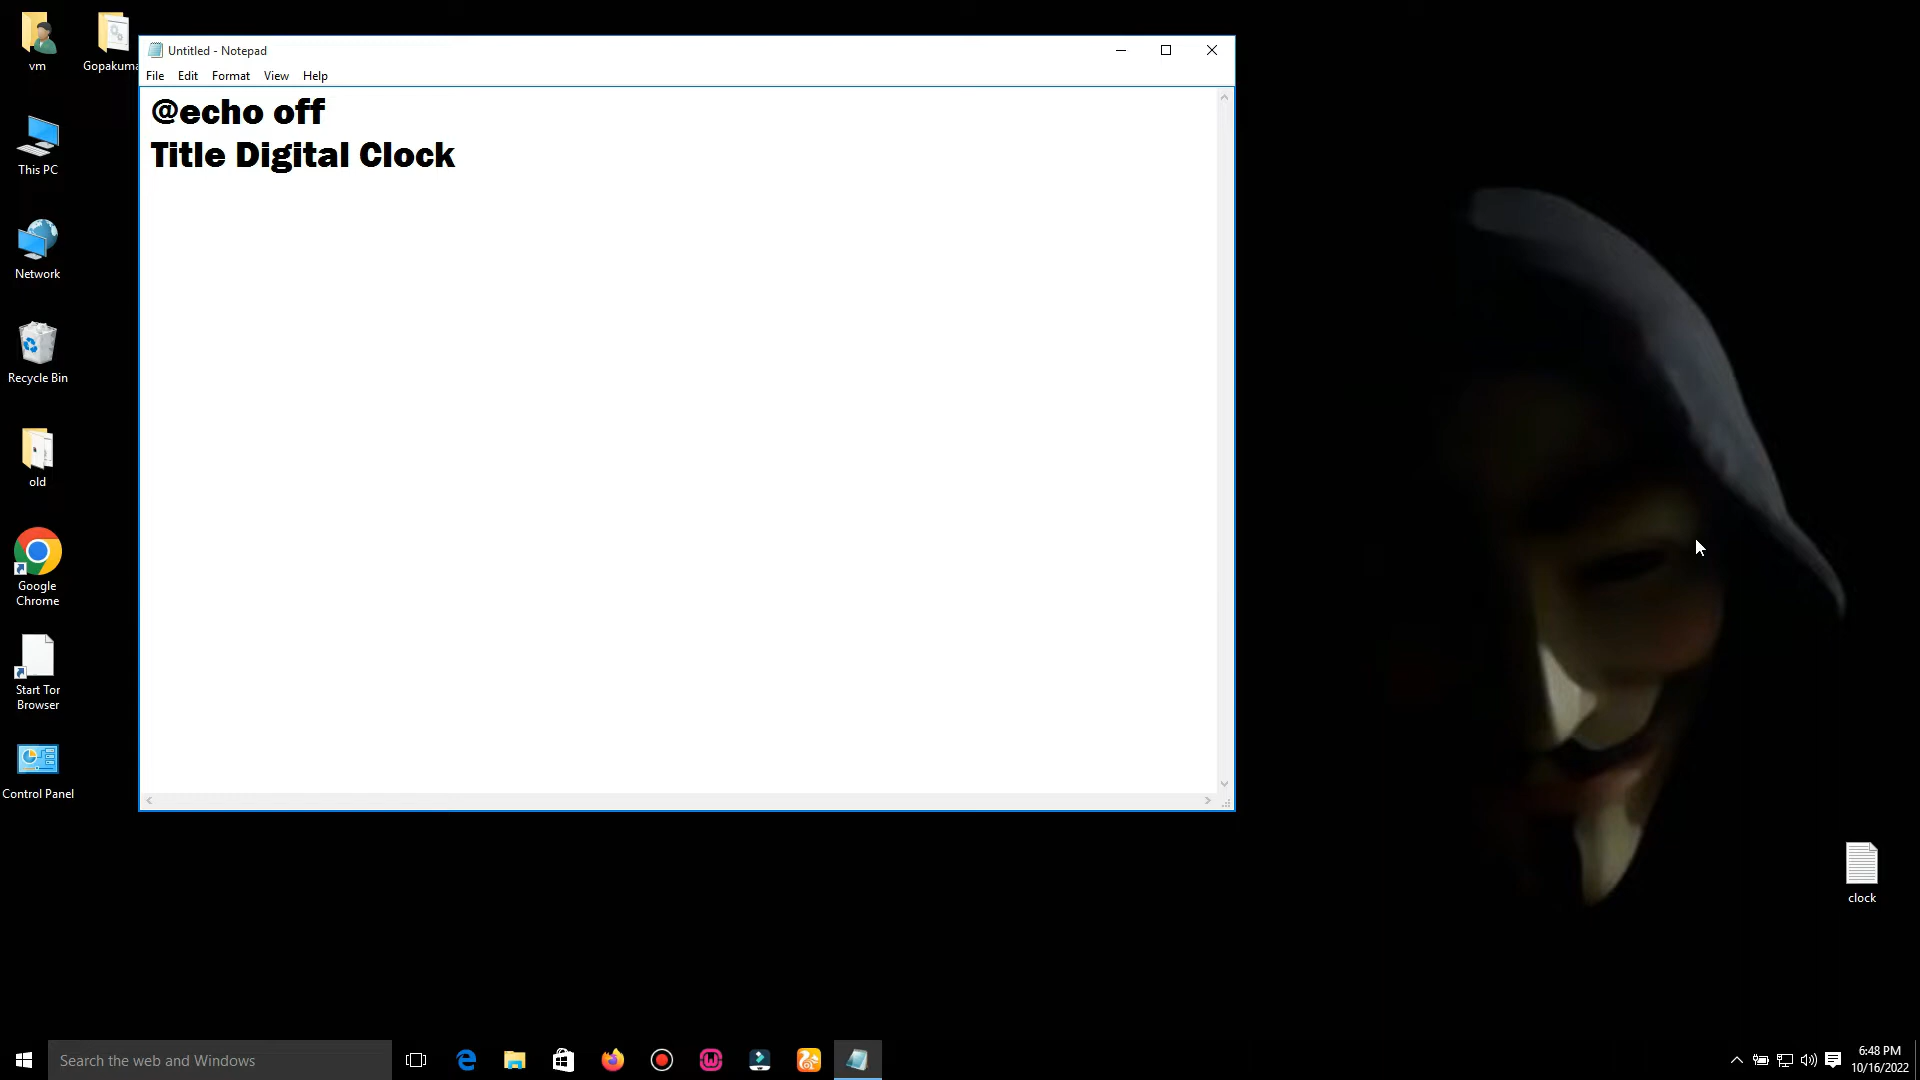 vm
Gopakuma
Untitled - Notepad
File Edit Format View Help
@echo off
Title Digital Clock
This PC
Network
Recycle Bin
old
Google
Chrome
Start Tor
Browser
Control Panel
clock
Search the web and Windows
6:48 PM
10/16/2022